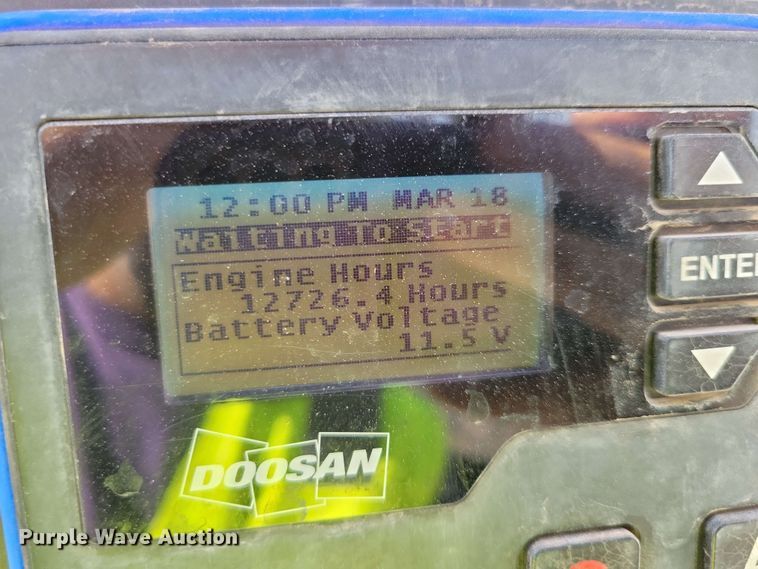 12:00 PM MAR 18
Waiting To Start
Engine Hours
12726.4 Hours
Battery Voltage
11.5 V
ENTE
DOOSAN
Purple Wave Auction